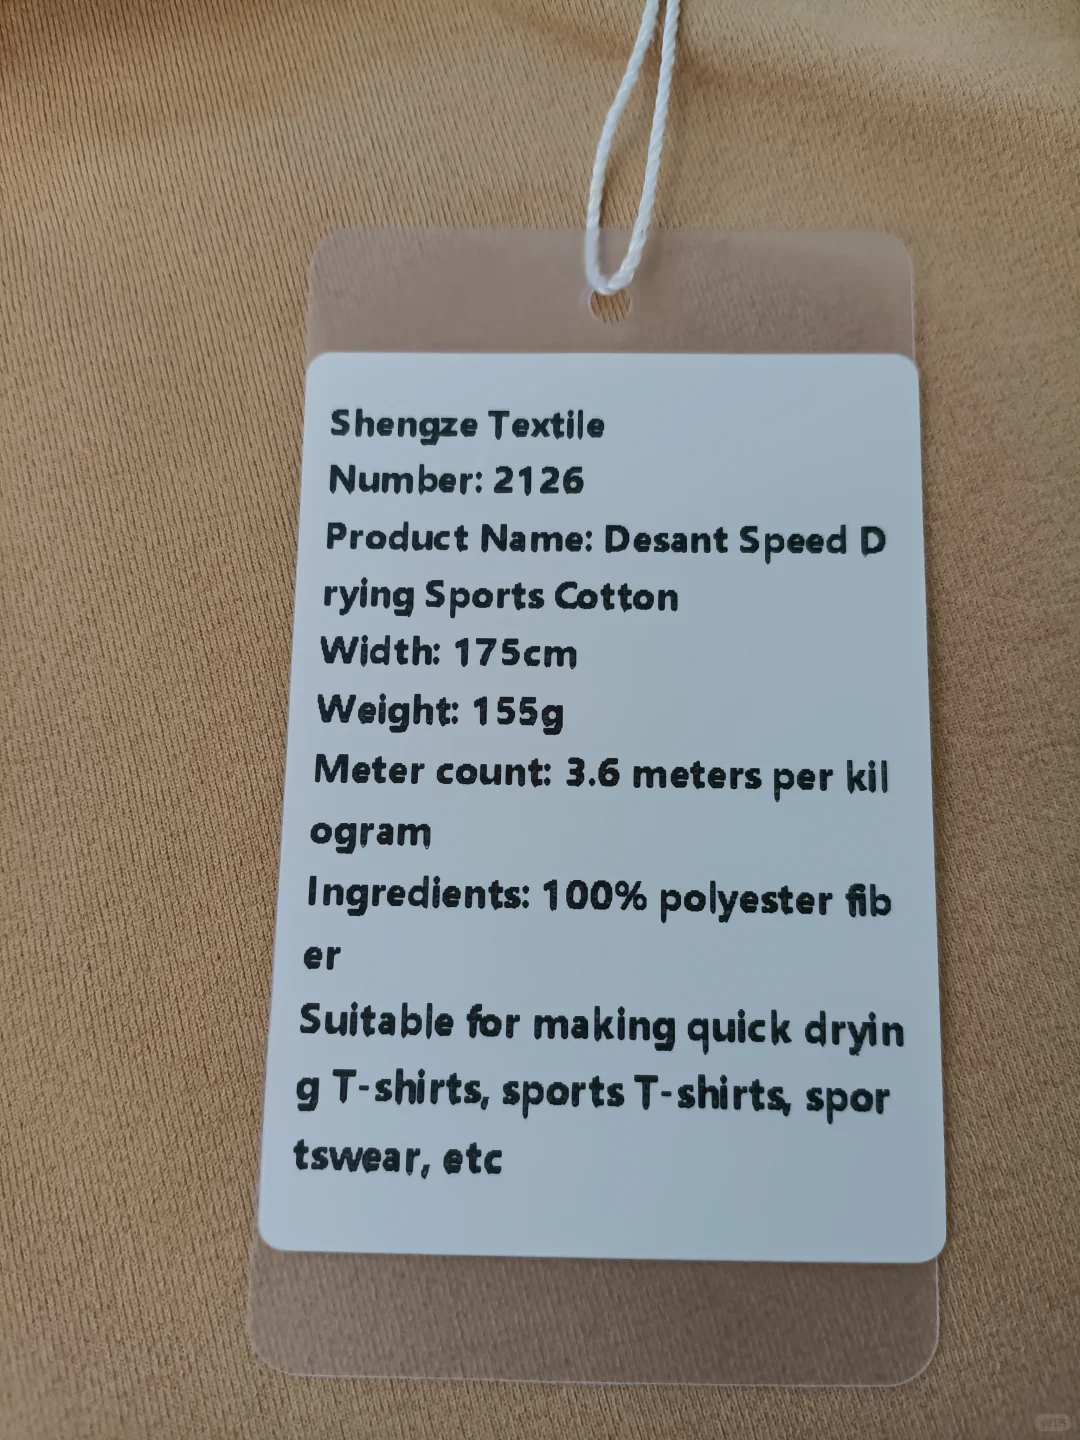 Shengze Textile
Number: 2126
Product Name: Desant Speed D
rying Sports Cotton
Width: 175cm
Weight: 155g
Meter count: 3.6 meters per kil
ogram
Ingredients: 100% polyester fib
er
Suitable for making quick dryin
g T-shirts, sports T-shirts, spor
tswear, etc